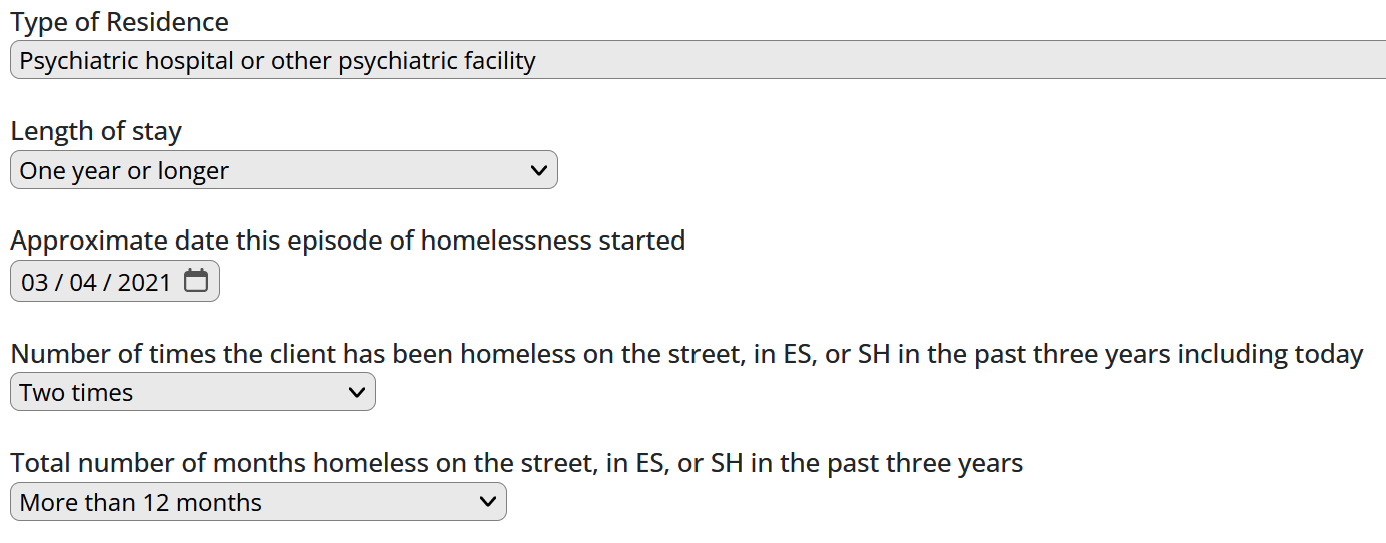 Type of Residence
Psychiatric hospital or other psychiatric facility
Length of stay
One year or longer
Approximate date this episode of homelessness started
03 / 04 / 2021
Number of times the client has been homeless on the street, in ES, or SH in the past three years including today
Two times
Total number of months homeless on the street, in ES, or SH in the past three years
More than 12 months